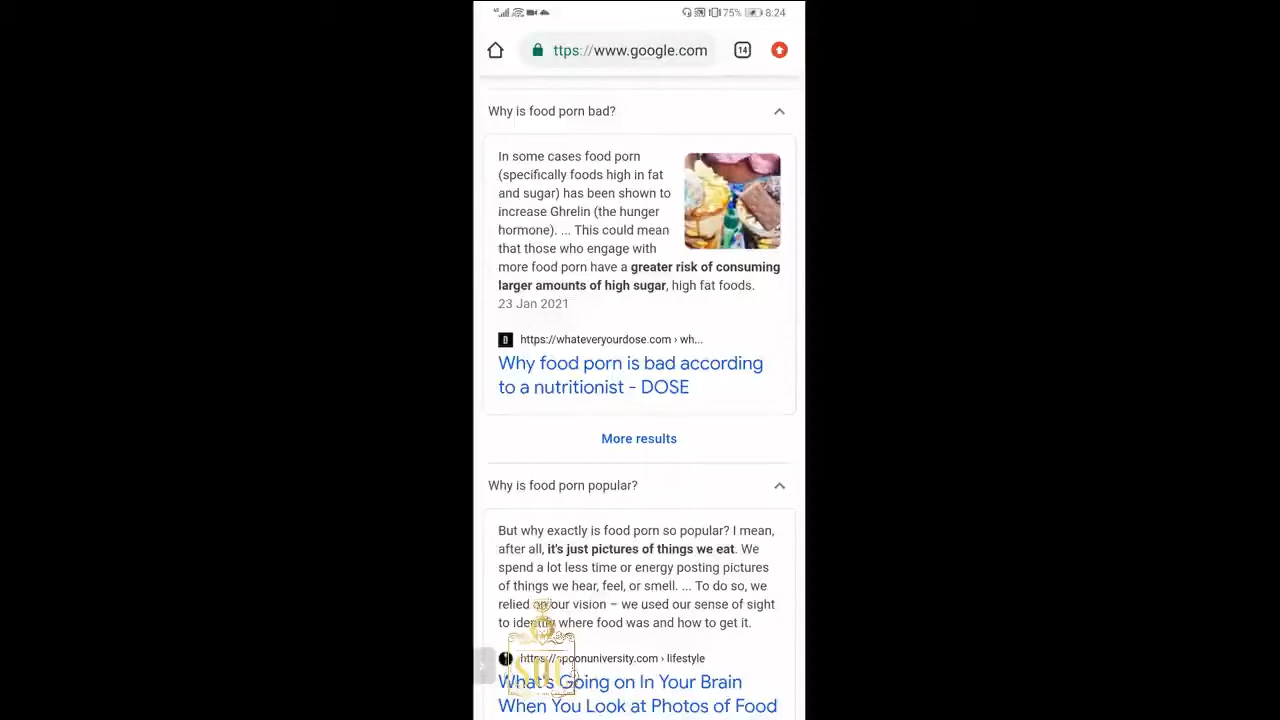 75% 8:24
ttps://www.google.com
14
Why is food porn bad?
In some cases food porn
(specifically foods high in fat
and sugar) has been shown to
increase Ghrelin (the hunger
hormone). ... This could mean
that those who engage with
more food porn have a greater risk of consuming
larger amounts of high sugar, high fat foods.
23 Jan 2021
D
https://whateveryourdose.com › wh...
Why food porn is bad according
to a nutritionist - DOSE
More results
Why is food porn popular?
But why exactly is food porn so popular? I mean,
after all, it's just pictures of things we eat. We
spend a lot less time or energy posting pictures
of things we hear, feel, or smell. ... To do so, we
relied on our vision – we used our sense of sight
to identify where food was and how to get it.
https://spoonuniversity.com › lifestyle
What's Going on In Your Brain
When You Look at Photos of Food